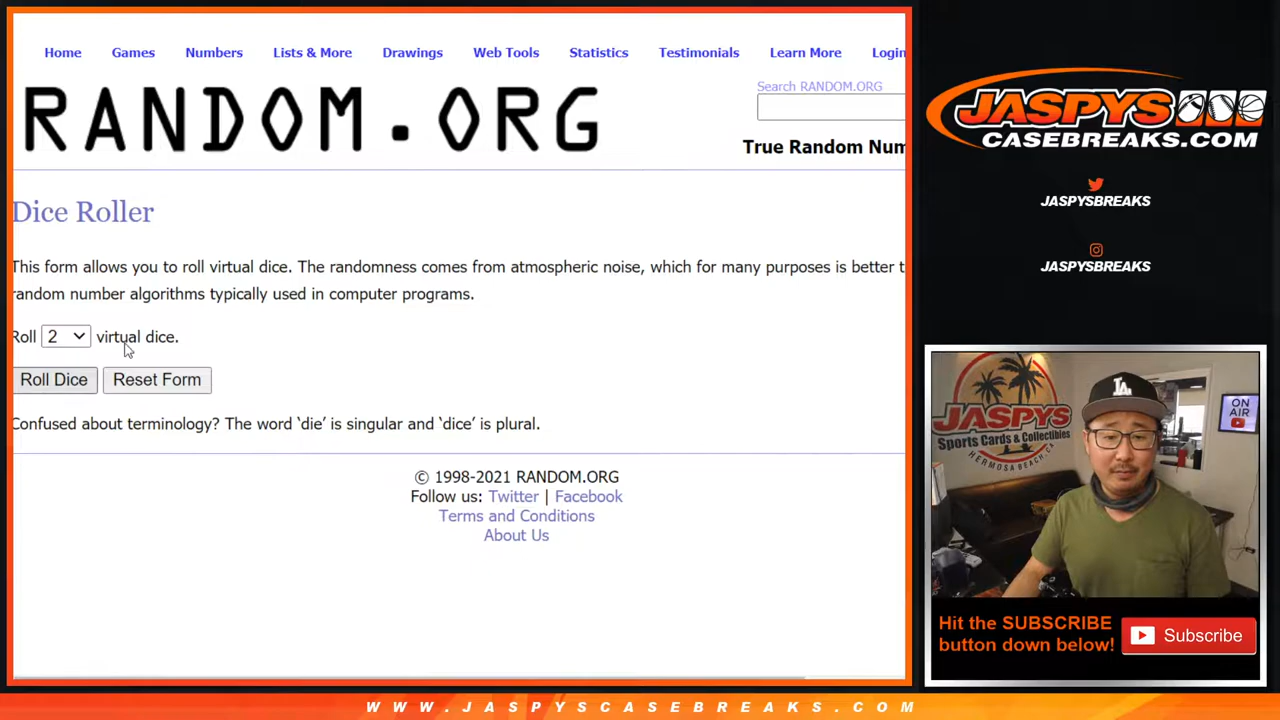 Home Games Numbers Lists & More Drawings Web Tools Statistics Testimonials Learn More Login
RANDOM.ORG
Search RANDOM.ORG
True Random Num
Dice Roller
This form allows you to roll virtual dice. The randomness comes from atmospheric noise, which for many purposes is better t
random number algorithms typically used in computer programs.
Roll 2 virtual dice.
Roll Dice Reset Form
Confused about terminology? The word ‘die’ is singular and ‘dice’ is plural.
© 1998-2021 RANDOM.ORG
Follow us: Twitter | Facebook
Terms and Conditions
About Us
JASPYS
CASEBREAKS.COM
JASPYSBREAKS
JASPYSBREAKS
JASPYS
Sports Cards & Collectibles
HERMOSA BEACH, CA
LA
ON
AIR
Hit the SUBSCRIBE
button down below!
Subscribe
WWW.JASPYSCASEBREAKS.COM